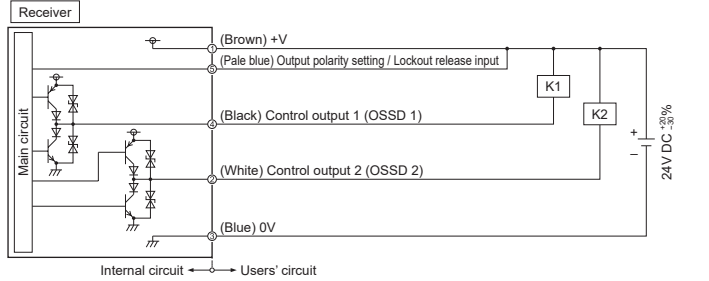 Receiver
(Brown) +V
①
(Pale blue) Output polarity setting / Lockout release input
⑤
K1
(Black) Control output 1 (OSSD 1)
④
K2
Main circuit
+
−
24V DC +20 −30 %
(White) Control output 2 (OSSD 2)
②
(Blue) 0V
③
Internal circuit
Users' circuit